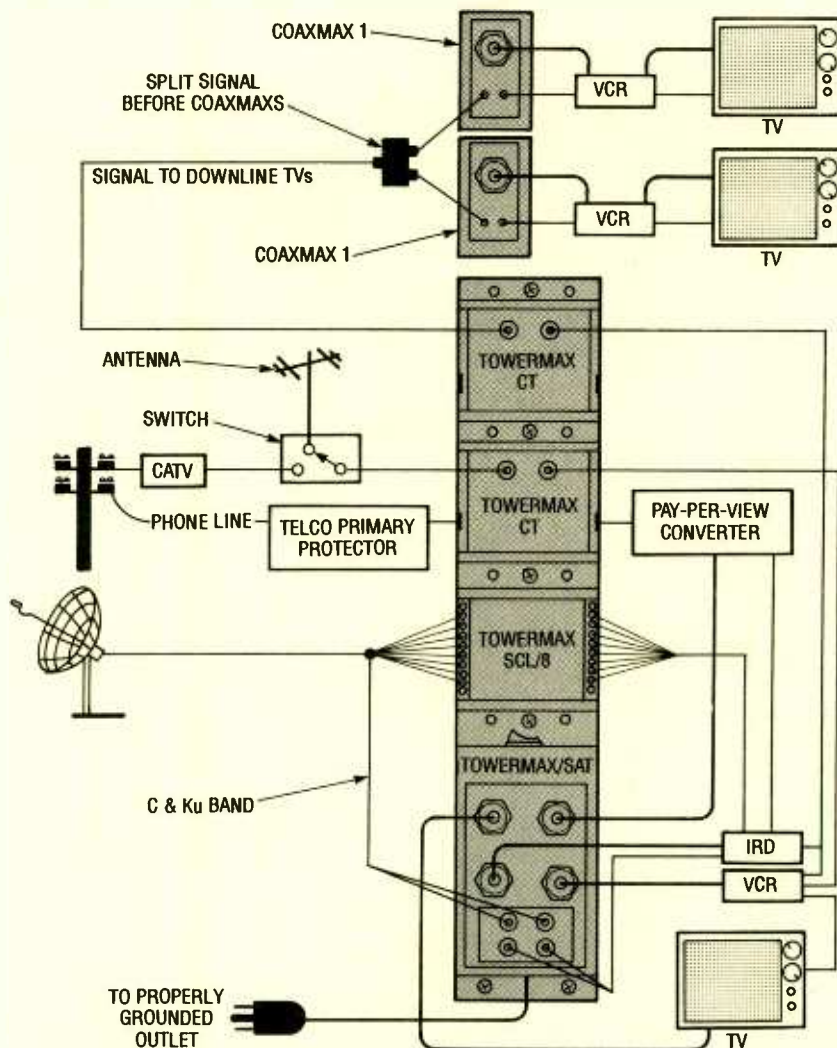 COAXMAX 1
SPLIT SIGNAL
BEFORE COAXMAXS
VCR
TV
SIGNAL TO DOWNLINE TVs
VCR
COAXMAX 1
TV
TOWERMAX
CT
ANTENNA
SWITCH
CATV
TOWERMAX
CT
PHONE LINE
TELCO PRIMARY
PROTECTOR
PAY-PER-VIEW
CONVERTER
TOWERMAX
SCL/8
TOWERMAX/SAT
C & Ku BAND
IRD
VCR
TO PROPERLY
GROUNDED
OUTLET
TV